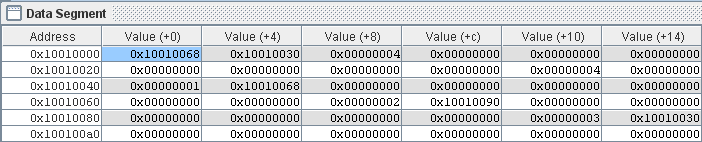 Data Segment
Address Value (+0) Value (+4) Value (+8) Value (+c) Value (+10) Value (+14)
0x10010000 0x10010068 0x10010030 0x00000004 0x00000000 0x00000000 0x00000000
0x10010020 0x00000000 0x00000000 0x00000000 0x00000000 0x00000004 0x00000000
0x10010040 0x00000001 0x10010068 0x00000000 0x00000000 0x00000000 0x00000000
0x10010060 0x00000000 0x00000000 0x00000002 0x10010090 0x00000000 0x00000000
0x10010080 0x00000000 0x00000000 0x00000000 0x00000000 0x00000003 0x10010030
0x100100a0 0x00000000 0x00000000 0x00000000 0x00000000 0x00000000 0x00000000